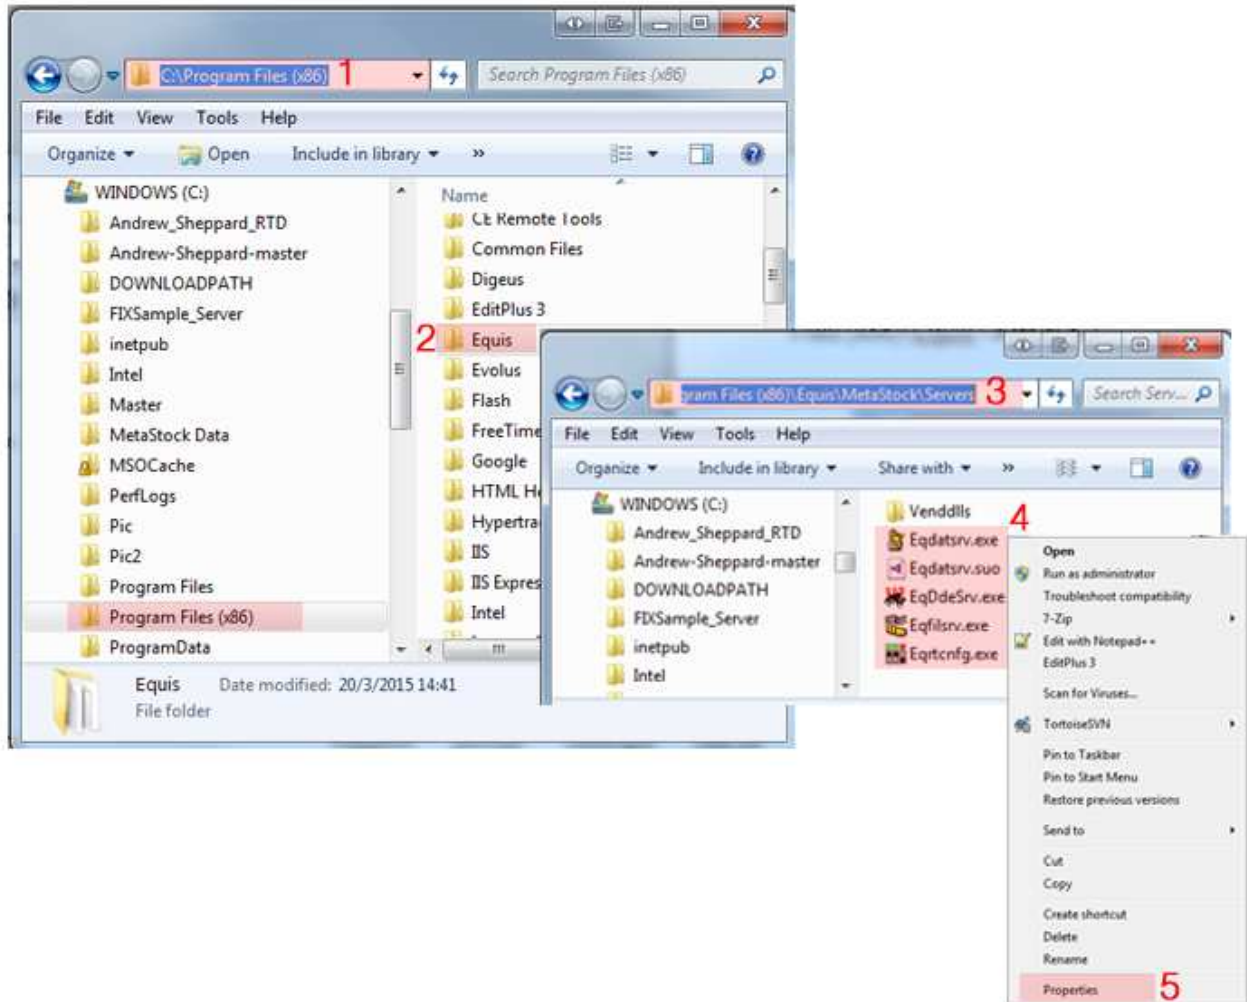 C:\Program Files (x86) 1
Search Program Files (x86)
File Edit View Tools Help
Organize Open Include in library »
WINDOWS (C:)
Andrew_Sheppard_RTD
Andrew-Sheppard-master
DOWNLOADPATH
FIXSample_Server
inetpub
Intel
Master
MetaStock Data
MSOCache
PerfLogs
Pic
Pic2
Program Files
Program Files (x86)
ProgramData
Name
CE Remote Tools
Common Files
Digeus
EditPlus 3
2 Equis
Evolus
Flash
FreeTime
Google
HTML He
Hypertra
IIS
IIS Expres
Intel
Equis Date modified: 20/3/2015 14:41
File folder
gram Files (x86)\Equis\MetaStock\Servers 3
Search Serv...
File Edit View Tools Help
Organize Include in library Share with »
WINDOWS (C:)
Andrew_Sheppard_RTD
Andrew-Sheppard-master
DOWNLOADPATH
FIXSample_Server
inetpub
Intel
Venddlls
4
Eqdatsrv.exe
Eqdatsrv.suo
EqDdeSrv.exe
Eqfilsrv.exe
Eqrtcnfg.exe
Open
Run as administrator
Troubleshoot compatibility
7-Zip
Edit with Notepad++
EditPlus 3
Scan for Viruses...
TortoiseSVN
Pin to Taskbar
Pin to Start Menu
Restore previous versions
Send to
Cut
Copy
Create shortcut
Delete
Rename
Properties 5